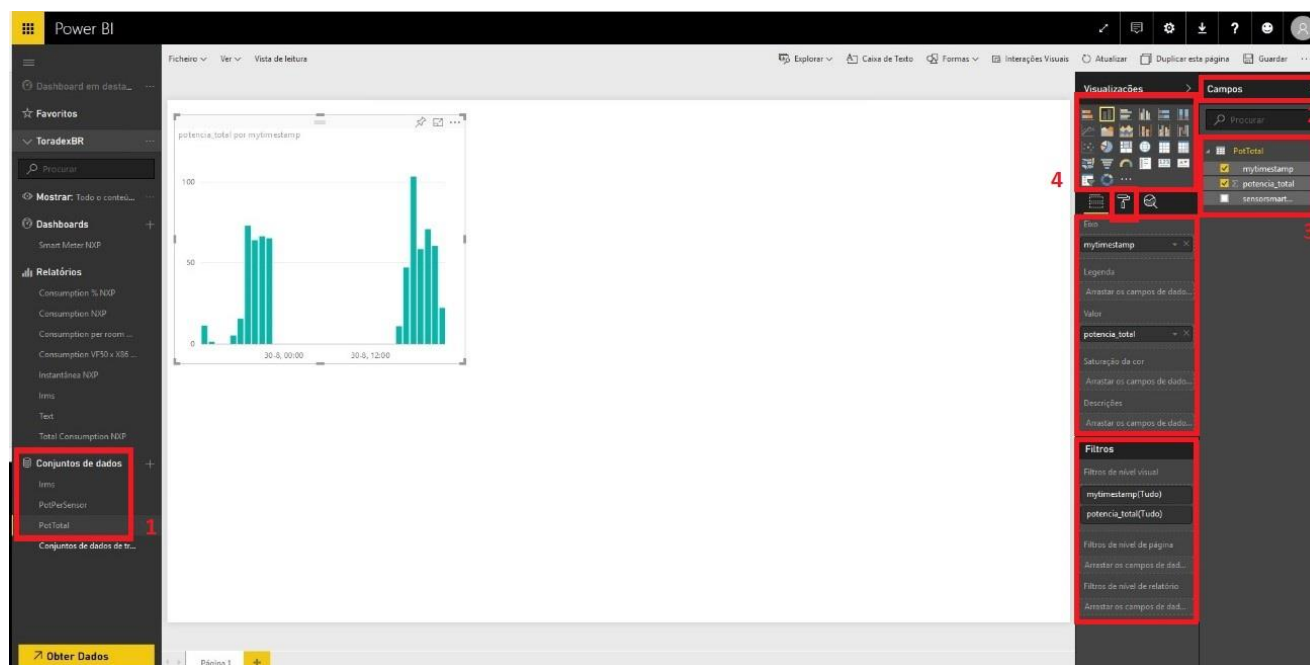 Power BI
Ficheiro Ver Vista de leitura
Explorar Caixa de Texto Formas Interações Visuais Atualizar Duplicar esta página Guardar ...
Dashboard em desta... ...
Favoritos
ToradexBR ...
Procurar
Mostrar: Todo o conteú... ...
Dashboards +
Smart Meter NXP
Relatórios
Consumption % NXP
Consumption NXP
Consumption per room ...
Consumption VF50 x X86 ...
Instantânea NXP
Irms
Text
Total Consumption NXP
Conjuntos de dados +
Irms
PotPerSensor
PotTotal
1
Conjuntos de dados de tr...
Obter Dados
potencia_total por mytimestamp
100
50
0
30-8, 00:00 30-8, 12:00
Página 1 +
Visualizações
4
Eixo
mytimestamp
Legenda
Arrastar os campos de dado...
Valor
potencia_total
Saturação da cor
Arrastar os campos de dado...
Descrições
Arrastar os campos de dado...
Filtros
Filtros de nível visual
mytimestamp(Tudo)
potencia_total(Tudo)
Filtros de nível de página
Arrastar os campos de dad...
Filtros de nível de relatório
Arrastar os campos de dad...
Campos
Procurar
PotTotal
mytimestamp
Σ potencia_total
sensorsmart...